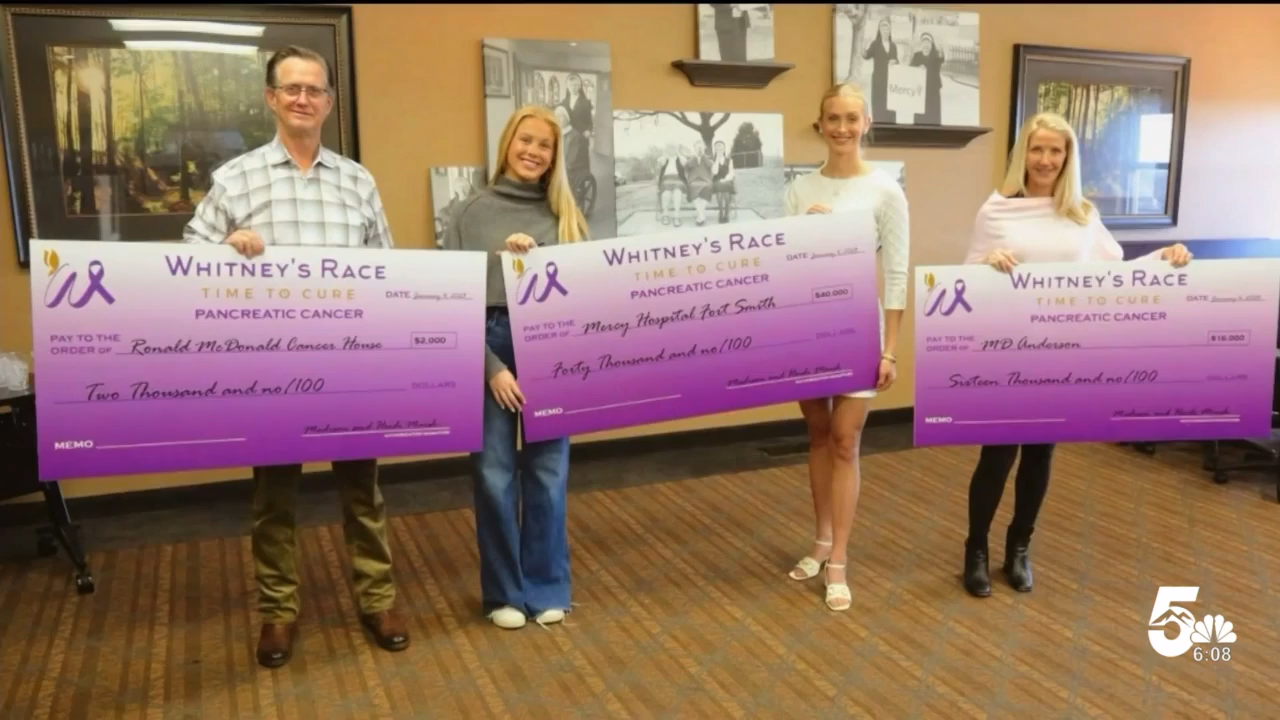 WHITNEY'S RACE
TIME TO CURE
DATE
PANCREATIC CANCER
PAY TO THE
ORDER OF Ronald McDonald Cancer House $2,000
Two Thousand and no/100 DOLLARS
MEMO
WHITNEY'S RACE
TIME TO CURE
DATE
PANCREATIC CANCER
PAY TO THE
ORDER OF Mercy Hospital Fort Smith $40,000
Forty Thousand and no/100 DOLLARS
MEMO
WHITNEY'S RACE
TIME TO CURE
DATE
PANCREATIC CANCER
PAY TO THE
ORDER OF MD Anderson $16,000
Sixteen Thousand and no/100 DOLLARS
MEMO
Mercy
5
6:08